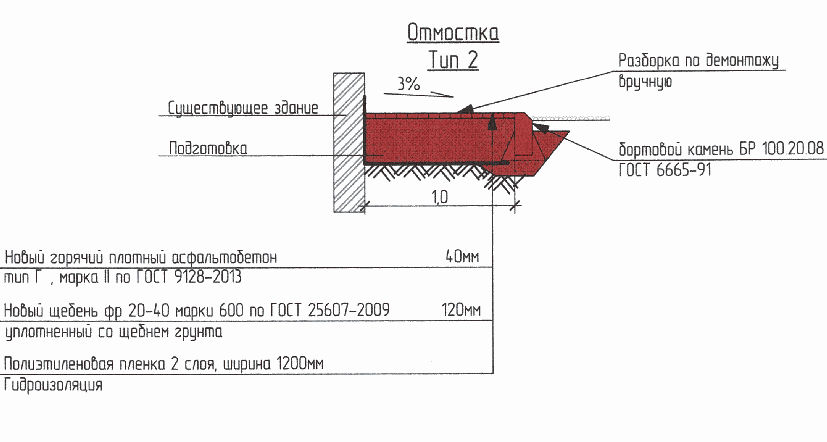 Отмостка
Тип 2
3%
Разборка по демонтажу
вручную
Существующее здание
Подготовка
бортовой камень БР 100.20.08
ГОСТ 6665-91
1,0
Новый горячий плотный асфальтобетон 40мм
тип Г , марка II по ГОСТ 9128-2013
Новый щебень фр 20-40 марки 600 по ГОСТ 25607-2009 120мм
уплотненный со щебнем грунта
Полиэтиленовая пленка 2 слоя, ширина 1200мм
Гидроизоляция